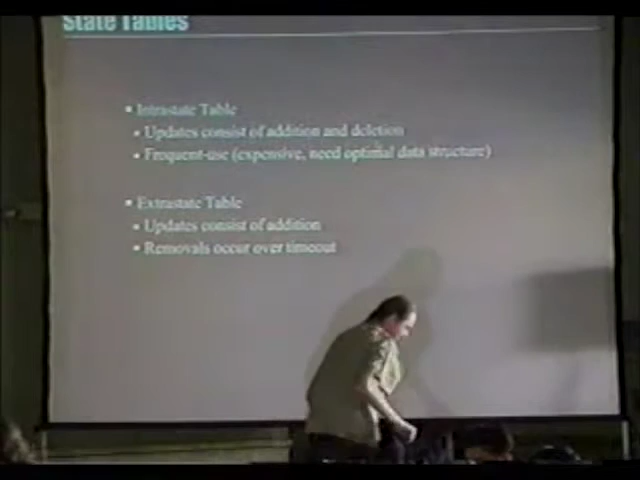 State Tables
Intrastate Table
Updates consist of addition and deletion
Frequent-use (expensive, need optimal data structure)
Extrastate Table
Updates consist of addition
Removals occur over timeout